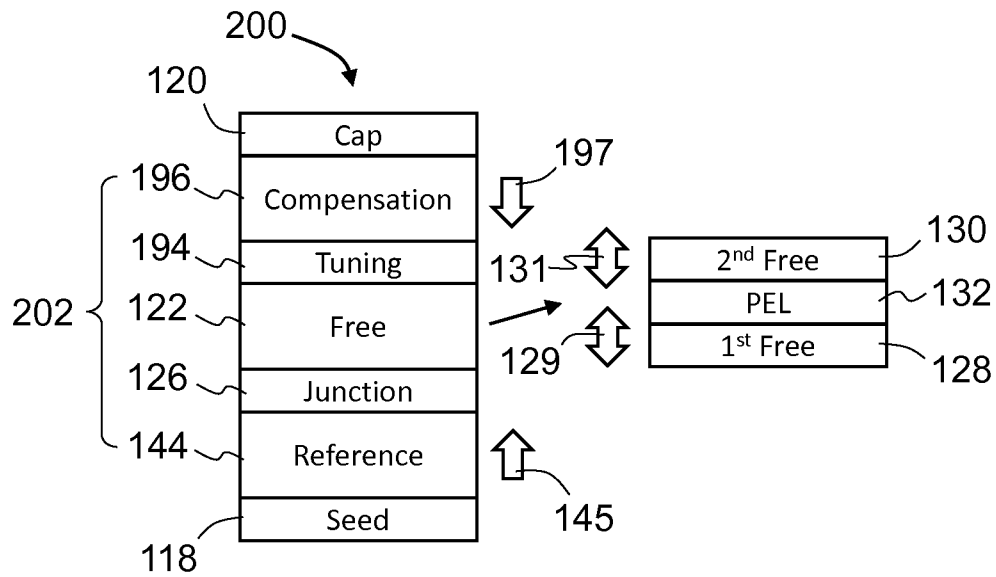 200
120
Cap
196
Compensation
197
194
Tuning
131
2nd Free
130
202
122
Free
PEL
132
129
1st Free
128
126
Junction
144
Reference
145
118
Seed